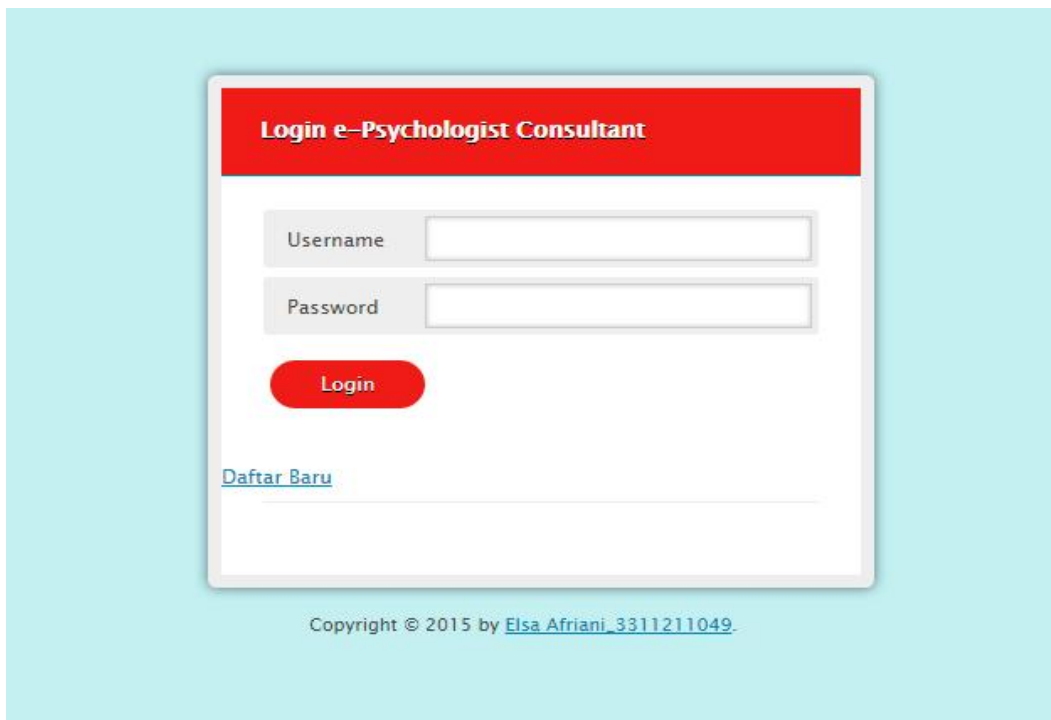 Login e-Psychologist Consultant
Username
Password
Login
Daftar Baru
Copyright © 2015 by Elsa Afriani_3311211049.